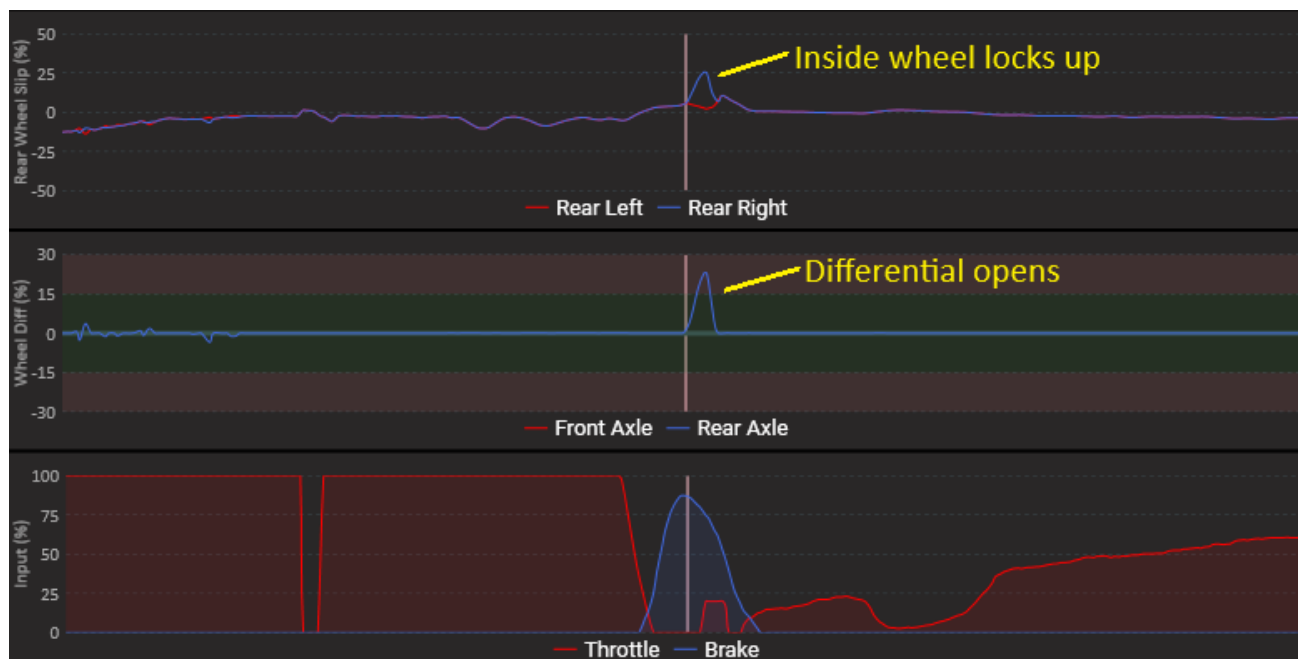 Rear Wheel Slip (%)
50
25
0
-25
-50
Inside wheel locks up
Rear Left
Rear Right
Wheel Diff (%)
30
15
0
-15
-30
Differential opens
Front Axle
Rear Axle
Input (%)
100
75
50
25
0
Throttle
Brake